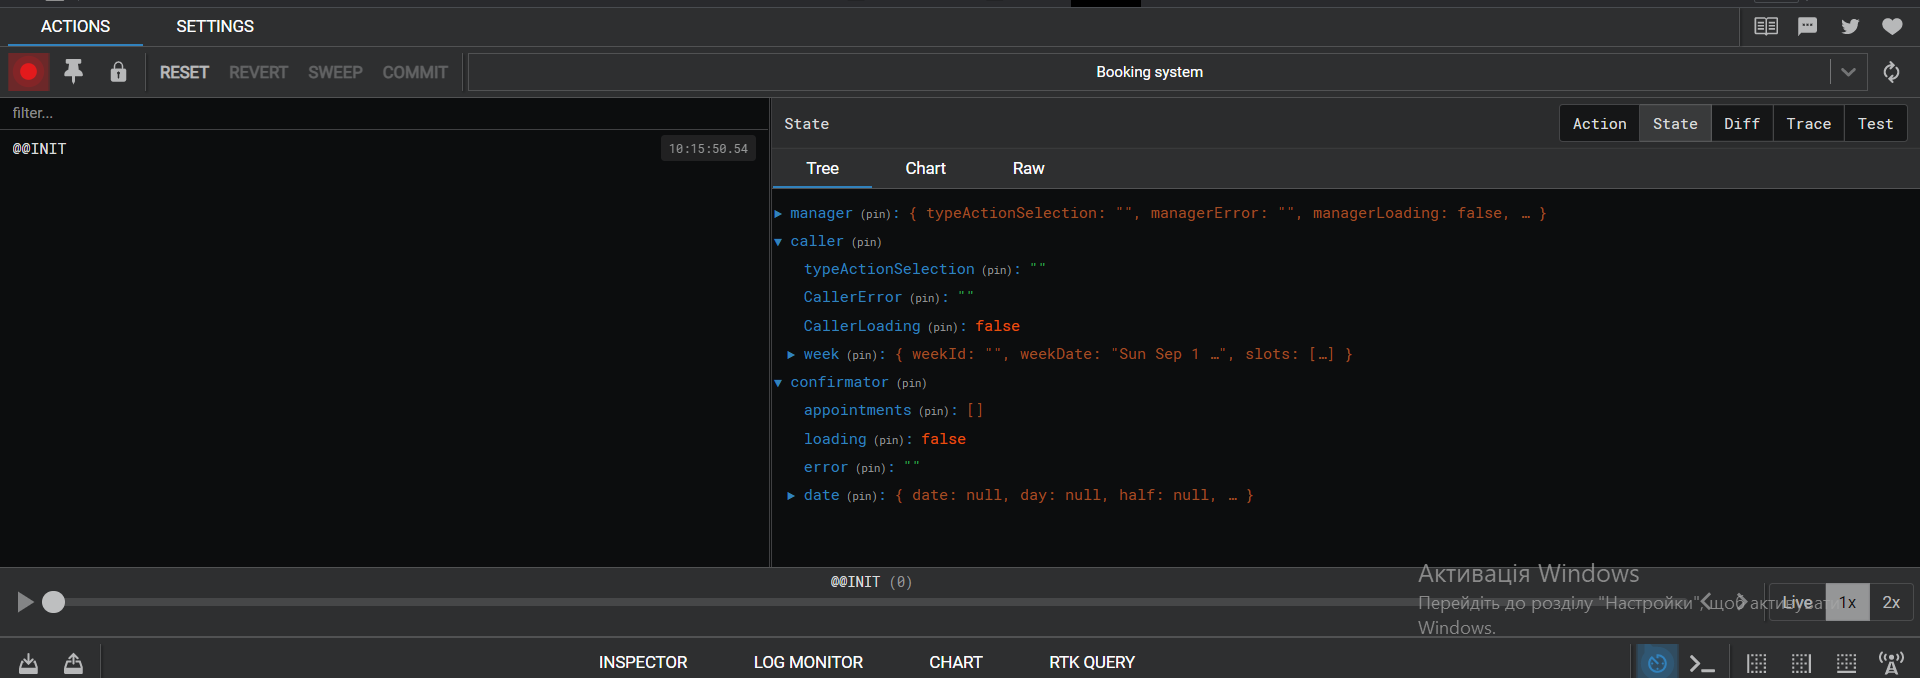 ACTIONS SETTINGS
RESET REVERT SWEEP COMMIT Booking system
filter...
@@INIT 10:15:50.54
State Action State Diff Trace Test
Tree Chart Raw
manager (pin): { typeActionSelection: "", managerError: "", managerLoading: false, … }
caller (pin)
typeActionSelection (pin): ""
CallerError (pin): ""
CallerLoading (pin): false
week (pin): { weekId: "", weekDate: "Sun Sep 1 …", slots: […] }
confirmator (pin)
appointments (pin): []
loading (pin): false
error (pin): ""
date (pin): { date: null, day: null, half: null, … }
@@INIT (0)
Активація Windows
Перейдіть до розділу "Настройки", щоб активувати
Windows.
Live 1x 2x
INSPECTOR LOG MONITOR CHART RTK QUERY